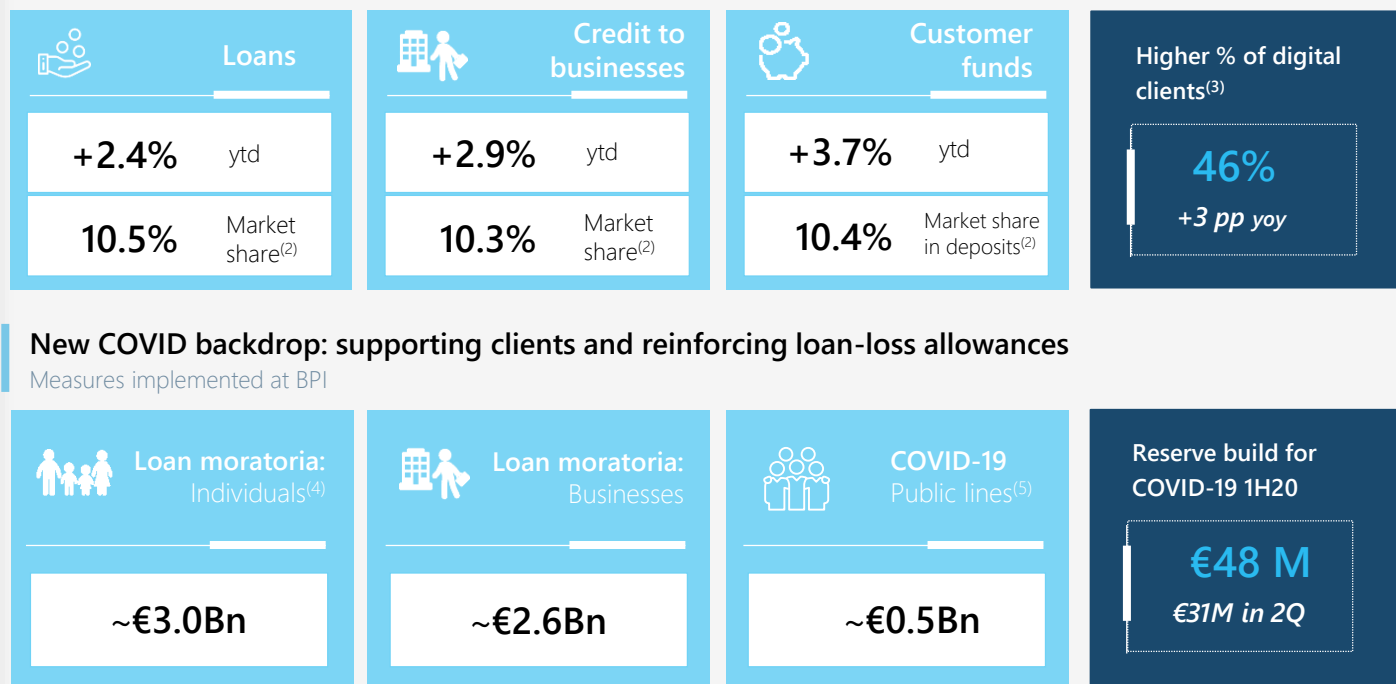 Loans
+2.4% ytd
10.5% Market
share(2)
Credit to
businesses
+2.9% ytd
10.3% Market
share(2)
Customer
funds
+3.7% ytd
10.4% Market share
in deposits(2)
Higher % of digital
clients(3)
46%
+3 pp yoy
New COVID backdrop: supporting clients and reinforcing loan-loss allowances
Measures implemented at BPI
Loan moratoria:
Individuals(4)
~€3.0Bn
Loan moratoria:
Businesses
~€2.6Bn
COVID-19
Public lines(5)
~€0.5Bn
Reserve build for
COVID-19 1H20
€48 M
€31M in 2Q